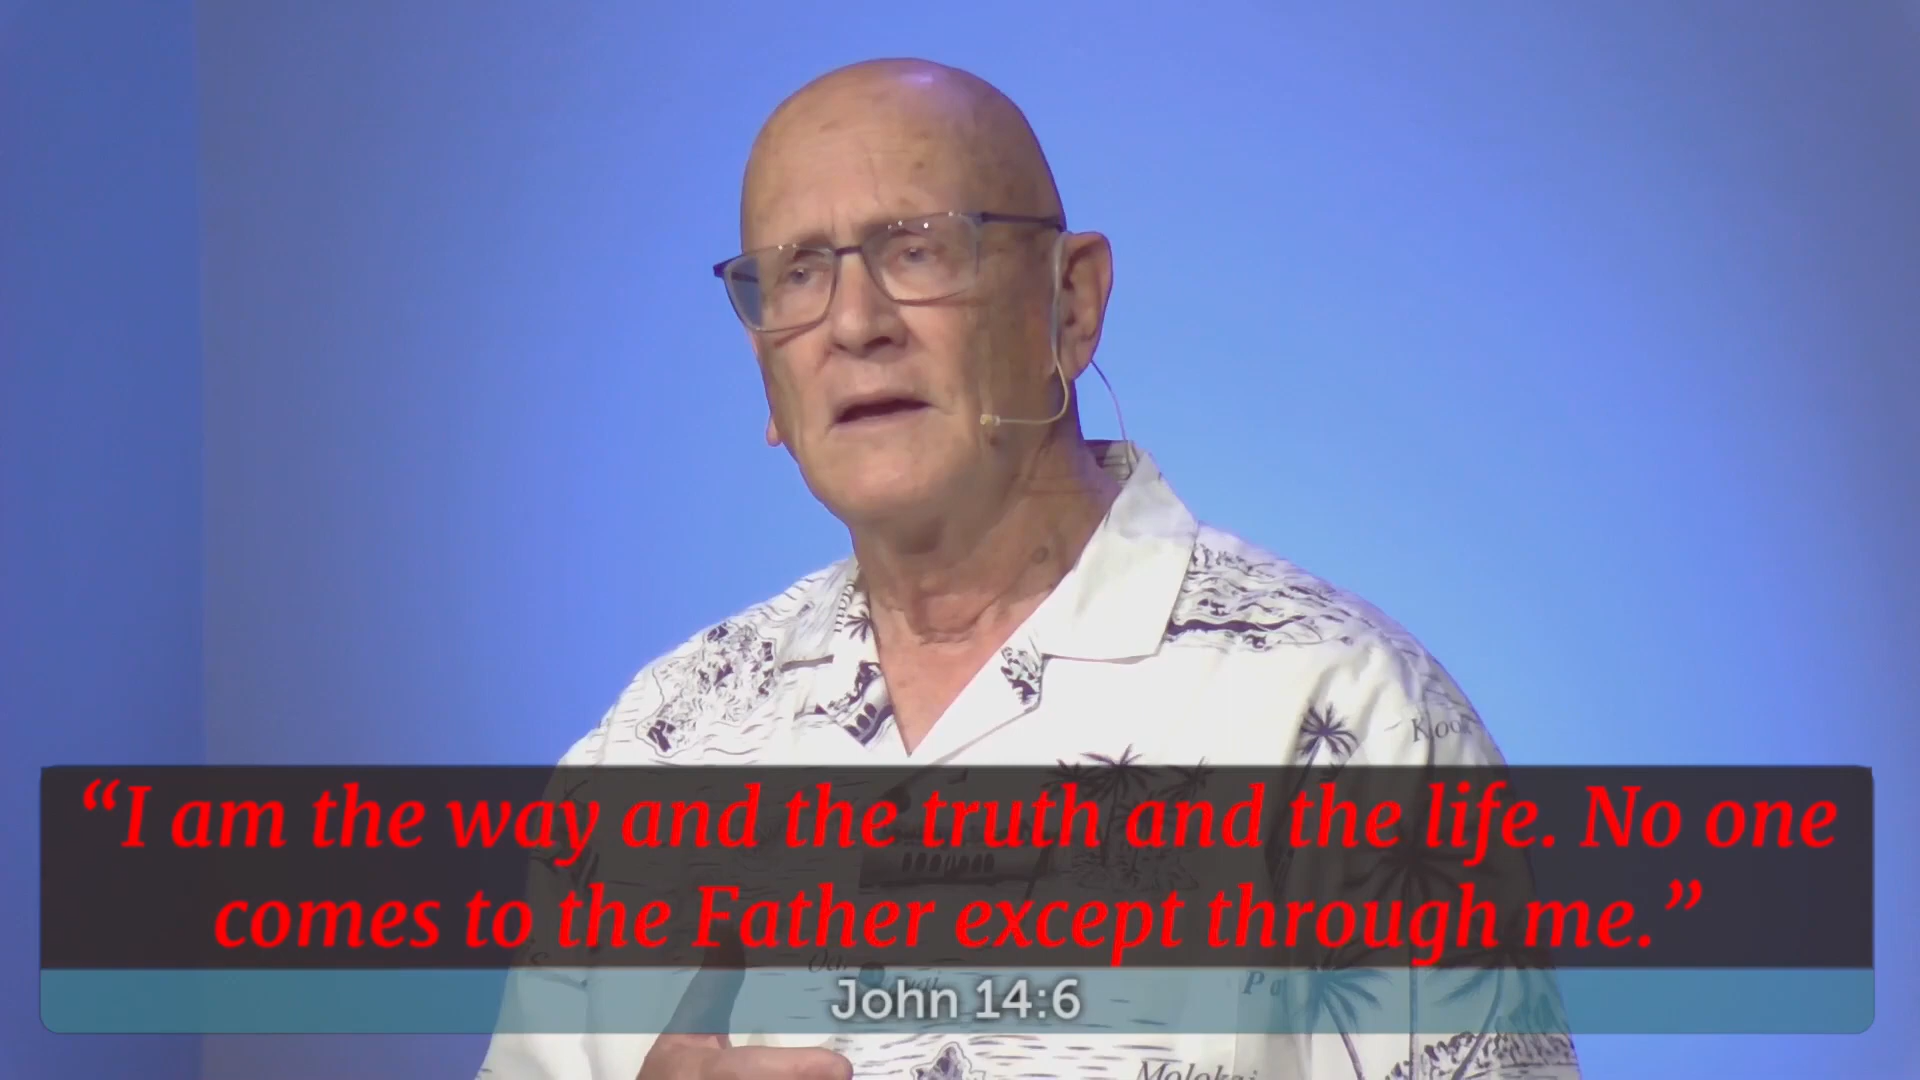 “I am the way and the truth and the life. No one
comes to the Father except through me.”
John 14:6
Molokai